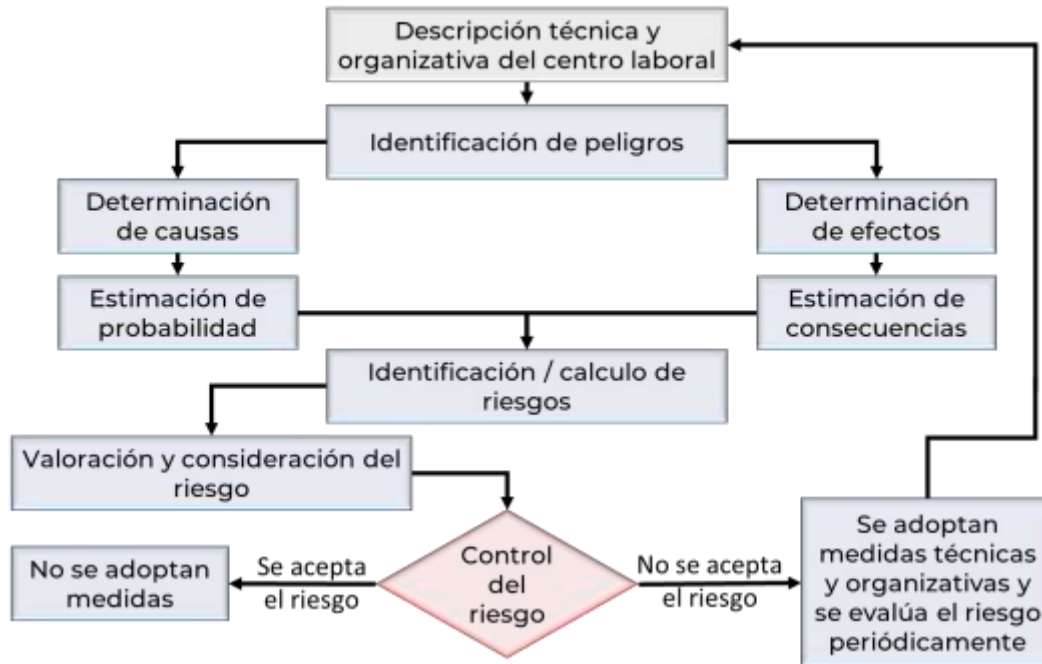 Descripción técnica y
organizativa del centro laboral
Identificación de peligros
Determinación
de causas
Determinación
de efectos
Estimación de
probabilidad
Estimación de
consecuencias
Identificación / calculo de
riesgos
Valoración y consideración del
riesgo
Control
del
riesgo
Se acepta
el riesgo
No se adoptan
medidas
No se acepta
el riesgo
Se adoptan
medidas técnicas
y organizativas y
se evalúa el riesgo
periódicamente